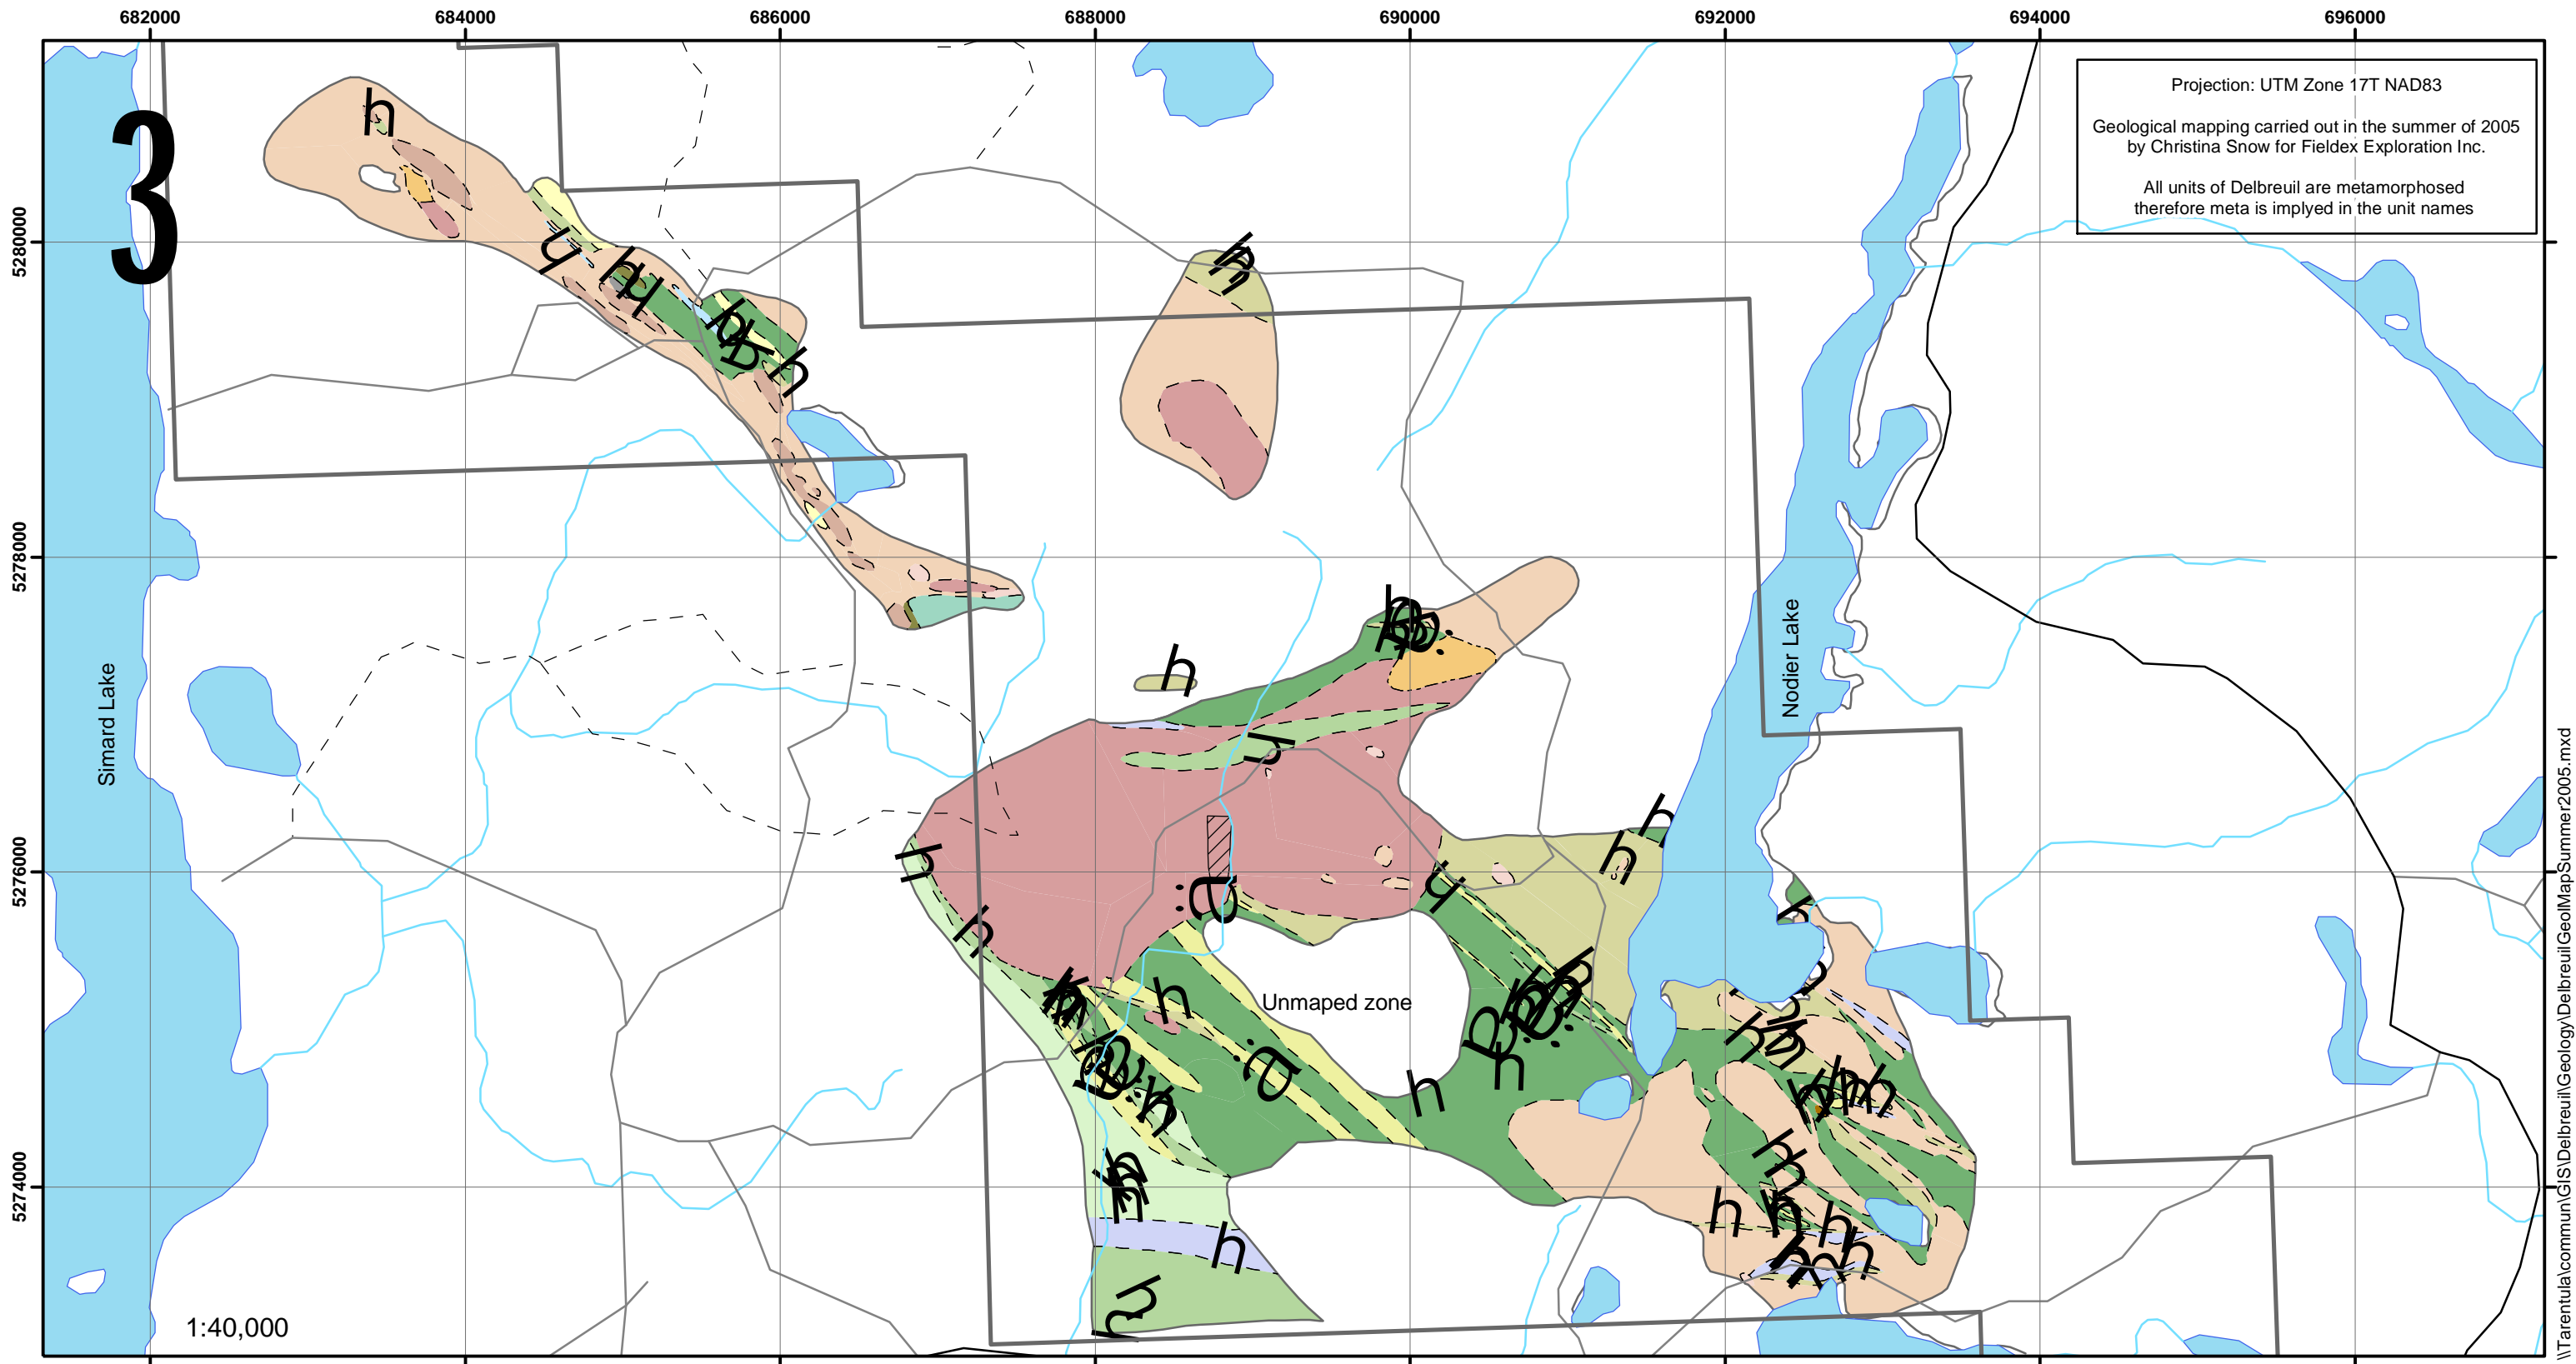 682000
684000
686000
688000
690000
692000
694000
696000
Projection: UTM Zone 17T NAD83
Geological mapping carried out in the summer of 2005
by Christina Snow for Fieldex Exploration Inc.
All units of Delbreuil are metamorphosed
therefore meta is implyed in the unit names
3
5280000
5278000
5276000
5274000
Simard Lake
Nodier Lake
Unmaped zone
1:40,000
\\Tarentula\commun\GIS\Delbreuil\Geology\DelbreuilGeolMapSummer2005.mxd